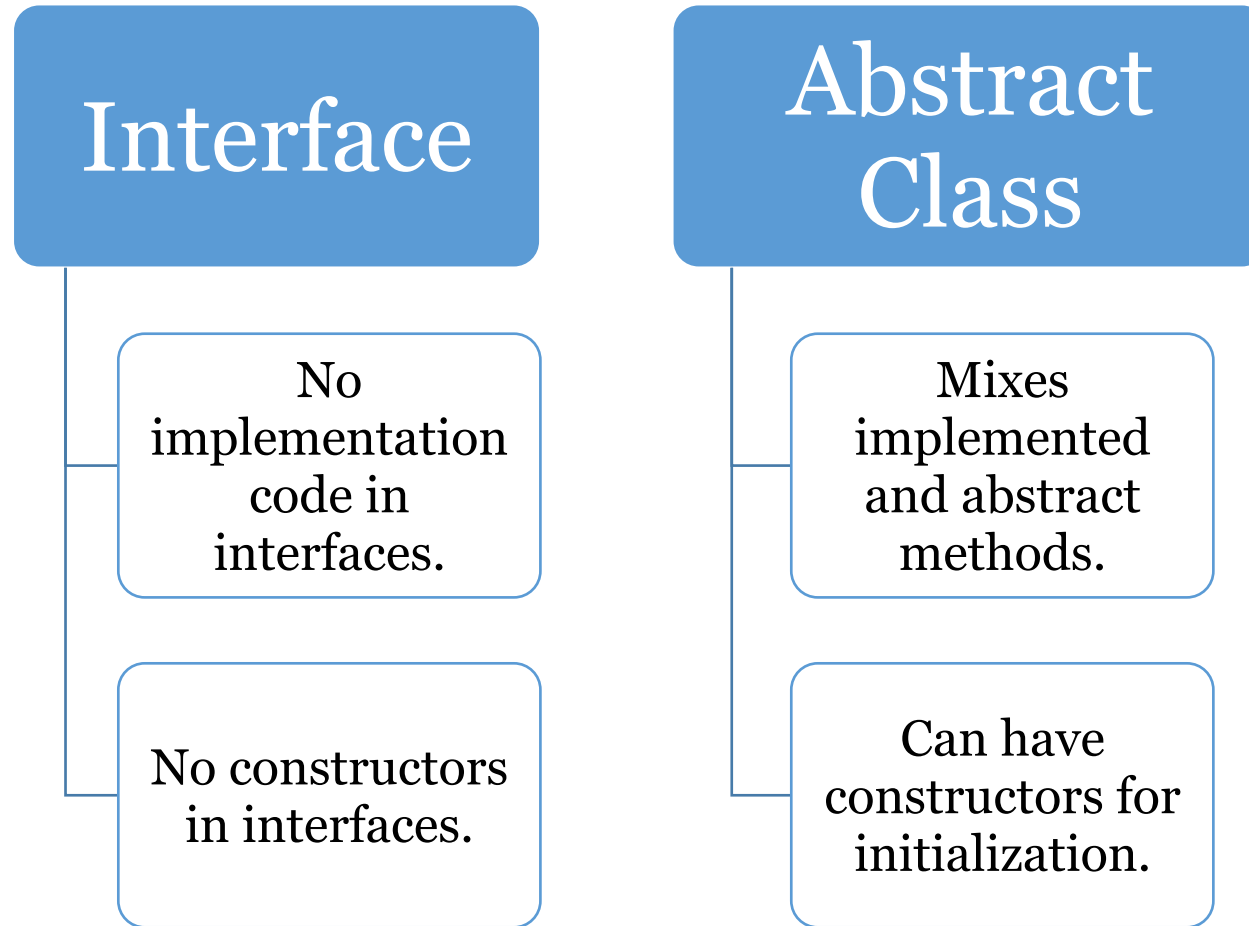 Interface
No
implementation
code in
interfaces.
No constructors
in interfaces.
Abstract
Class
Mixes
implemented
and abstract
methods.
Can have
constructors for
initialization.